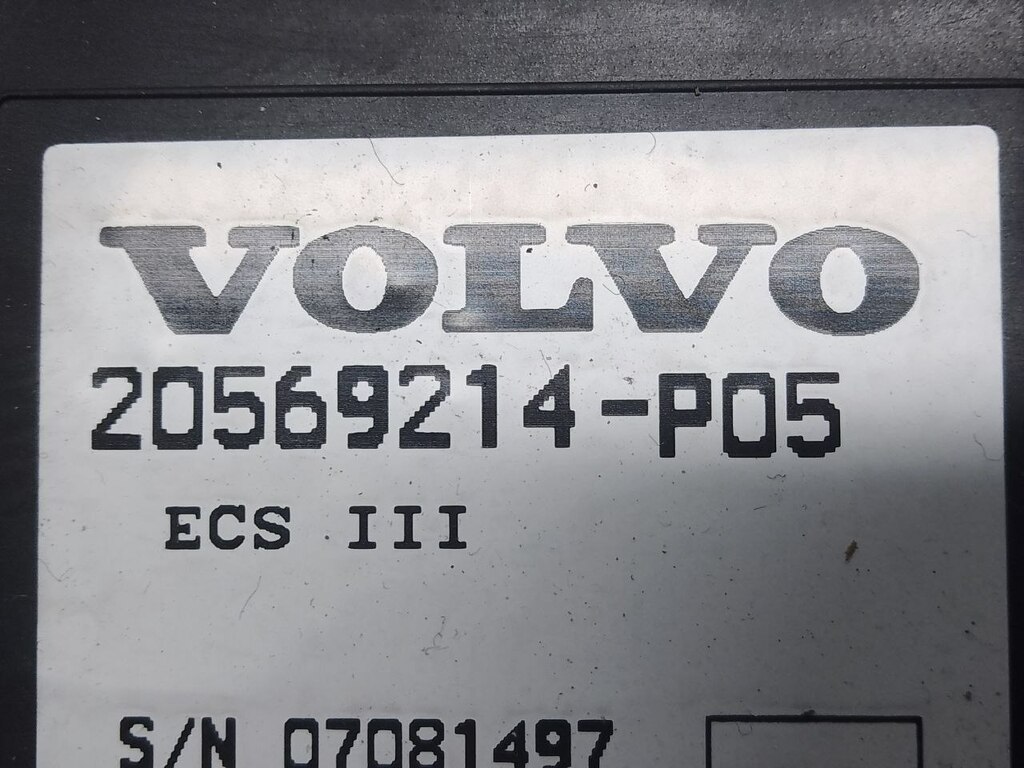 VOLVO
20569214-P05
ECS III
S/N 07081497